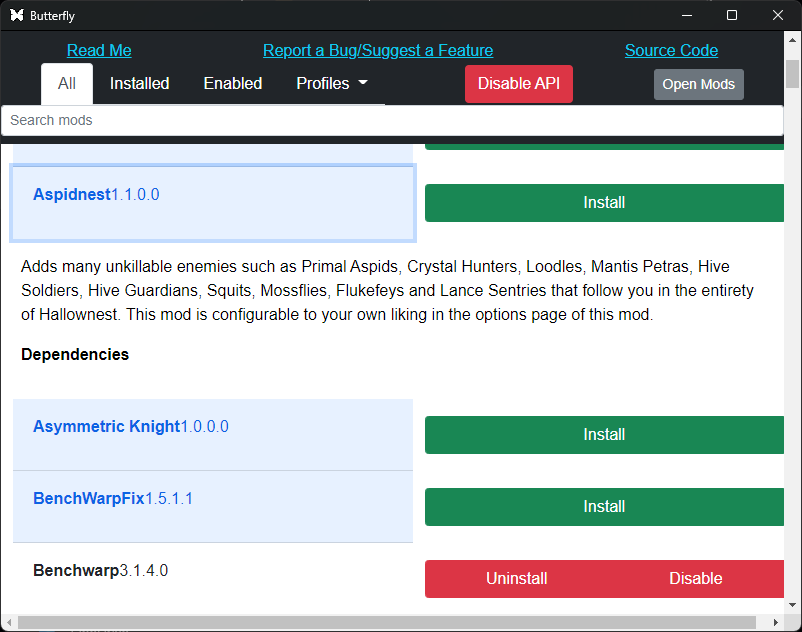 Butterfly
Read Me
Report a Bug/Suggest a Feature
Source Code
All
Installed
Enabled
Profiles
Disable API
Open Mods
Search mods
Aspidnest1.1.0.0
Install
Adds many unkillable enemies such as Primal Aspids, Crystal Hunters, Loodles, Mantis Petras, Hive
Soldiers, Hive Guardians, Squits, Mossflies, Flukefeys and Lance Sentries that follow you in the entirety
of Hallownest. This mod is configurable to your own liking in the options page of this mod.
Dependencies
Asymmetric Knight1.0.0.0
Install
BenchWarpFix1.5.1.1
Install
Benchwarp3.1.4.0
Uninstall
Disable